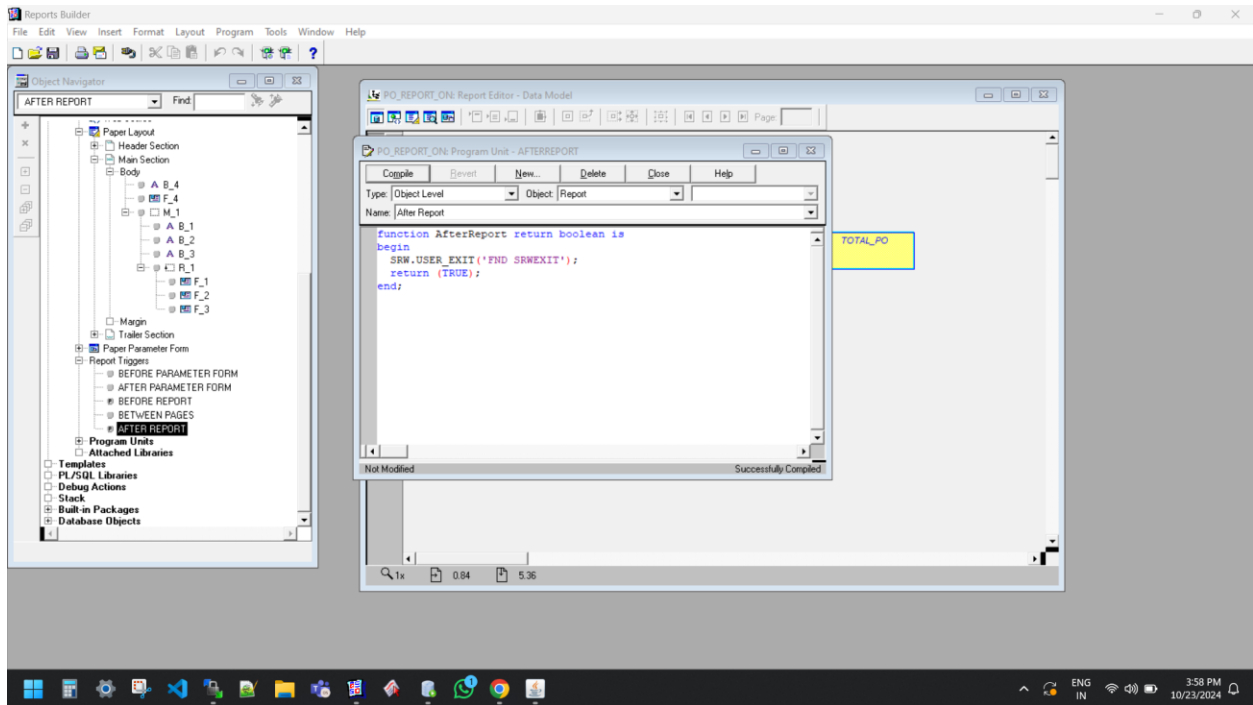 Reports Builder
File Edit View Insert Format Layout Program Tools Window Help
Object Navigator
AFTER REPORT Find:
Paper Layout
Header Section
Main Section
Body
A B_4
F_4
M_1
A B_1
A B_2
A B_3
R_1
F_1
F_2
F_3
Margin
Trailer Section
Paper Parameter Form
Report Triggers
BEFORE PARAMETER FORM
AFTER PARAMETER FORM
BEFORE REPORT
BETWEEN PAGES
AFTER REPORT
Program Units
Attached Libraries
Templates
PL/SQL Libraries
Debug Actions
Stack
Built-in Packages
Database Objects
PO_REPORT_ON: Report Editor - Data Model
Page:
PO_REPORT_ON: Program Unit - AFTERREPORT
Compile Revert New... Delete Close Help
Type: Object Level Object: Report
Name: After Report
function AfterReport return boolean is
begin
SRW.USER_EXIT('FND SRWEXIT');
return (TRUE);
end;
Not Modified Successfully Compiled
TOTAL_PO
1x 0.84 5.36
ENG
IN
3:58 PM
10/23/2024